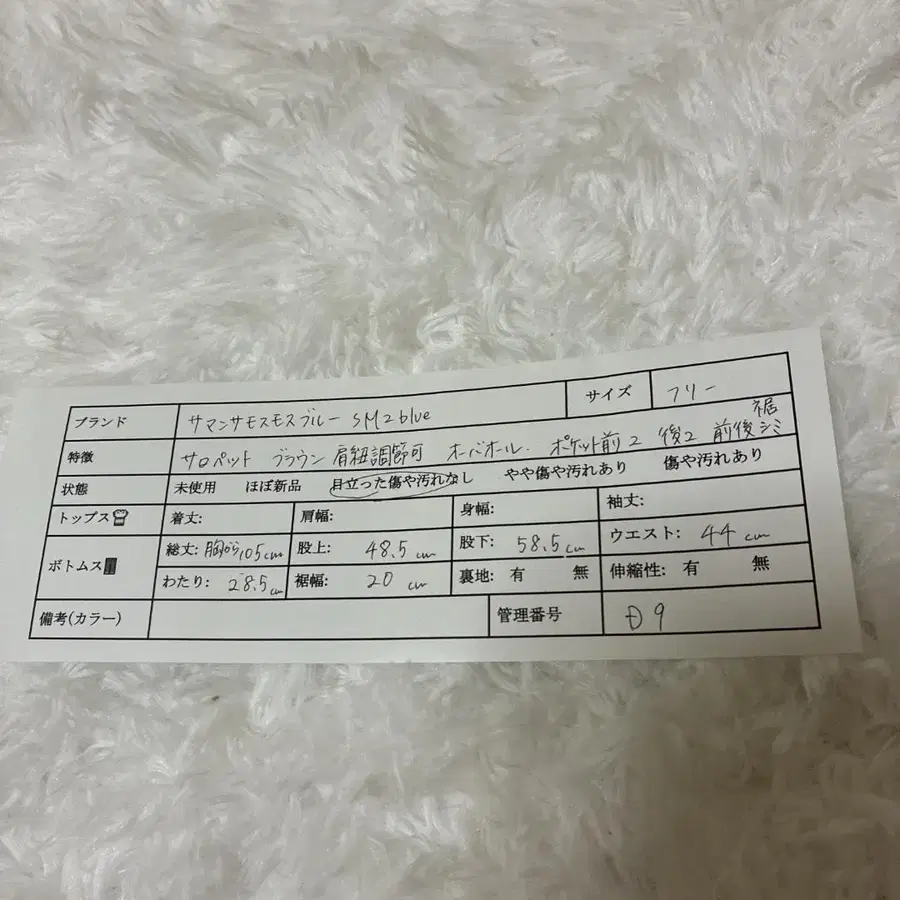 ブランド サマンサモスモスブルー SM2blue サイズ フリー
特徴 サロペット ブラウン 肩紐調節可 オーバオール. ポケット前2 後2 前後シミ 裾
状態 未使用 ほぼ新品 目立った傷や汚れなし やや傷や汚れあり 傷や汚れあり
トップス 着丈: 肩幅: 身幅: 袖丈:
ボトムス 総丈: 胸から105cm 股上: 48.5cm 股下: 58.5cm ウエスト: 44cm
わたり: 28.5cm 裾幅: 20cm 裏地: 有 無 伸縮性: 有 無
備考(カラー) 管理番号 D9